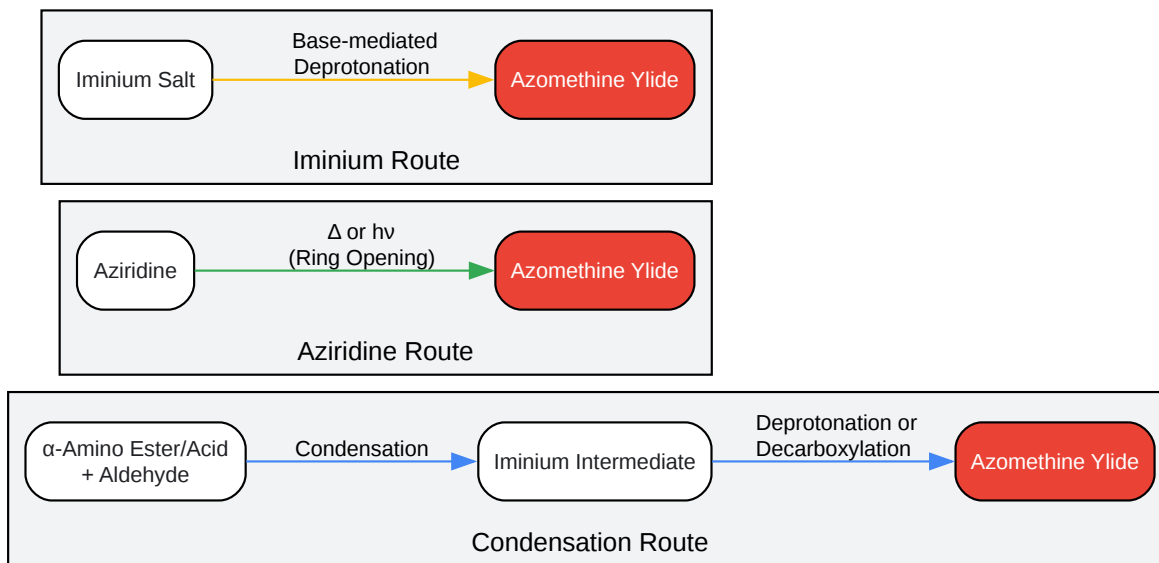 Base-mediated
Deprotonation
Iminium Salt
Azomethine Ylide
Iminium Route
Δ or hν
(Ring Opening)
Aziridine
Azomethine Ylide
Aziridine Route
α-Amino Ester/Acid
+ Aldehyde
Condensation
Iminium Intermediate
Deprotonation or
Decarboxylation
Azomethine Ylide
Condensation Route